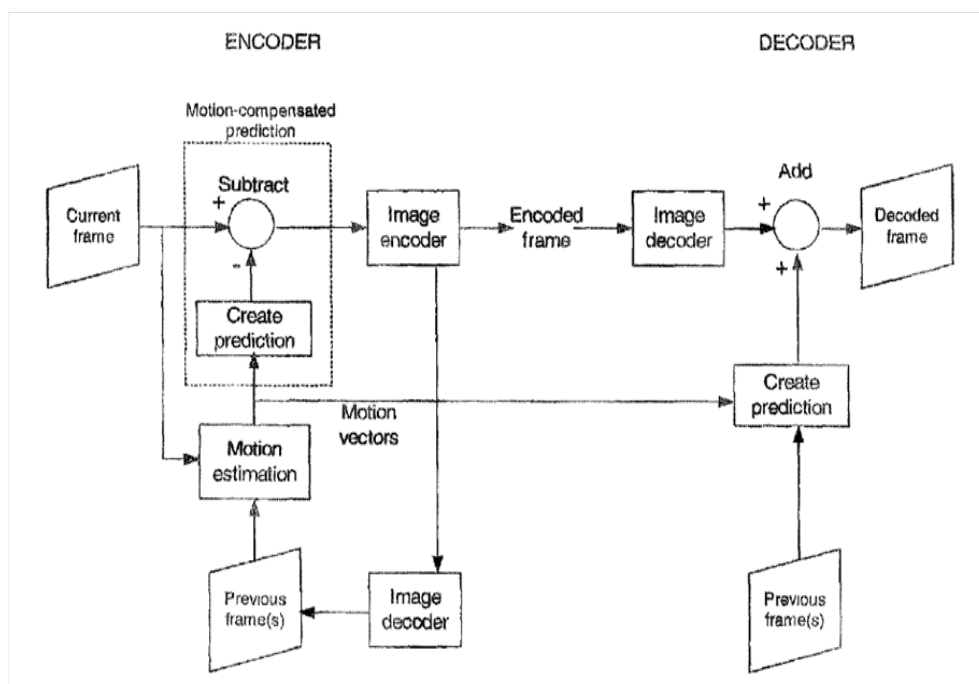 ENCODER
DECODER
Motion-compensated
prediction
Subtract
Add
+
+
Current
frame
Image
encoder
Encoded
frame
Image
decoder
Decoded
frame
-
+
Create
prediction
Create
prediction
Motion
vectors
Motion
estimation
Previous
frame(s)
Image
decoder
Previous
frame(s)